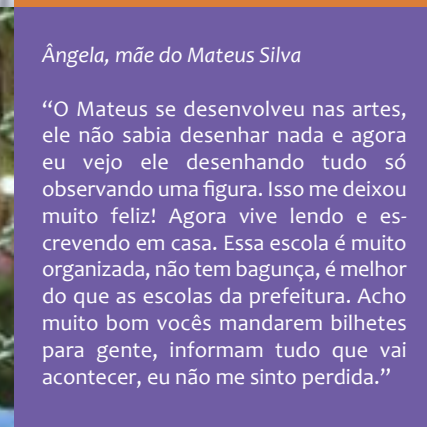 Ângela, mãe do Mateus Silva
“O Mateus se desenvolveu nas artes,
ele não sabia desenhar nada e agora
eu vejo ele desenhando tudo só
observando uma figura. Isso me deixou
muito feliz! Agora vive lendo e es-
crevendo em casa. Essa escola é muito
organizada, não tem bagunça, é melhor
do que as escolas da prefeitura. Acho
muito bom vocês mandarem bilhetes
para gente, informam tudo que vai
acontecer, eu não me sinto perdida.”